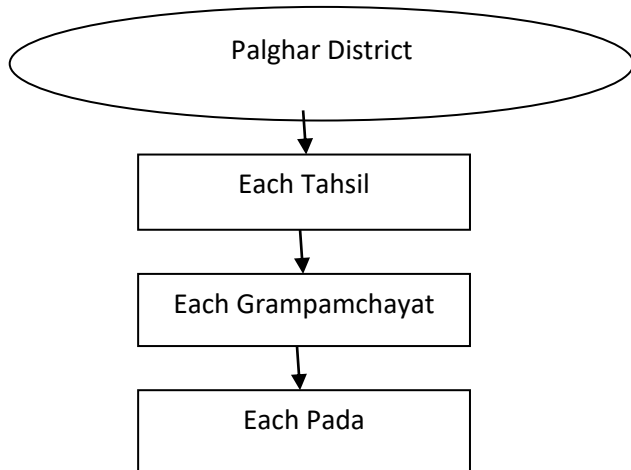 Palghar District
Each Tahsil
Each Grampamchayat
Each Pada